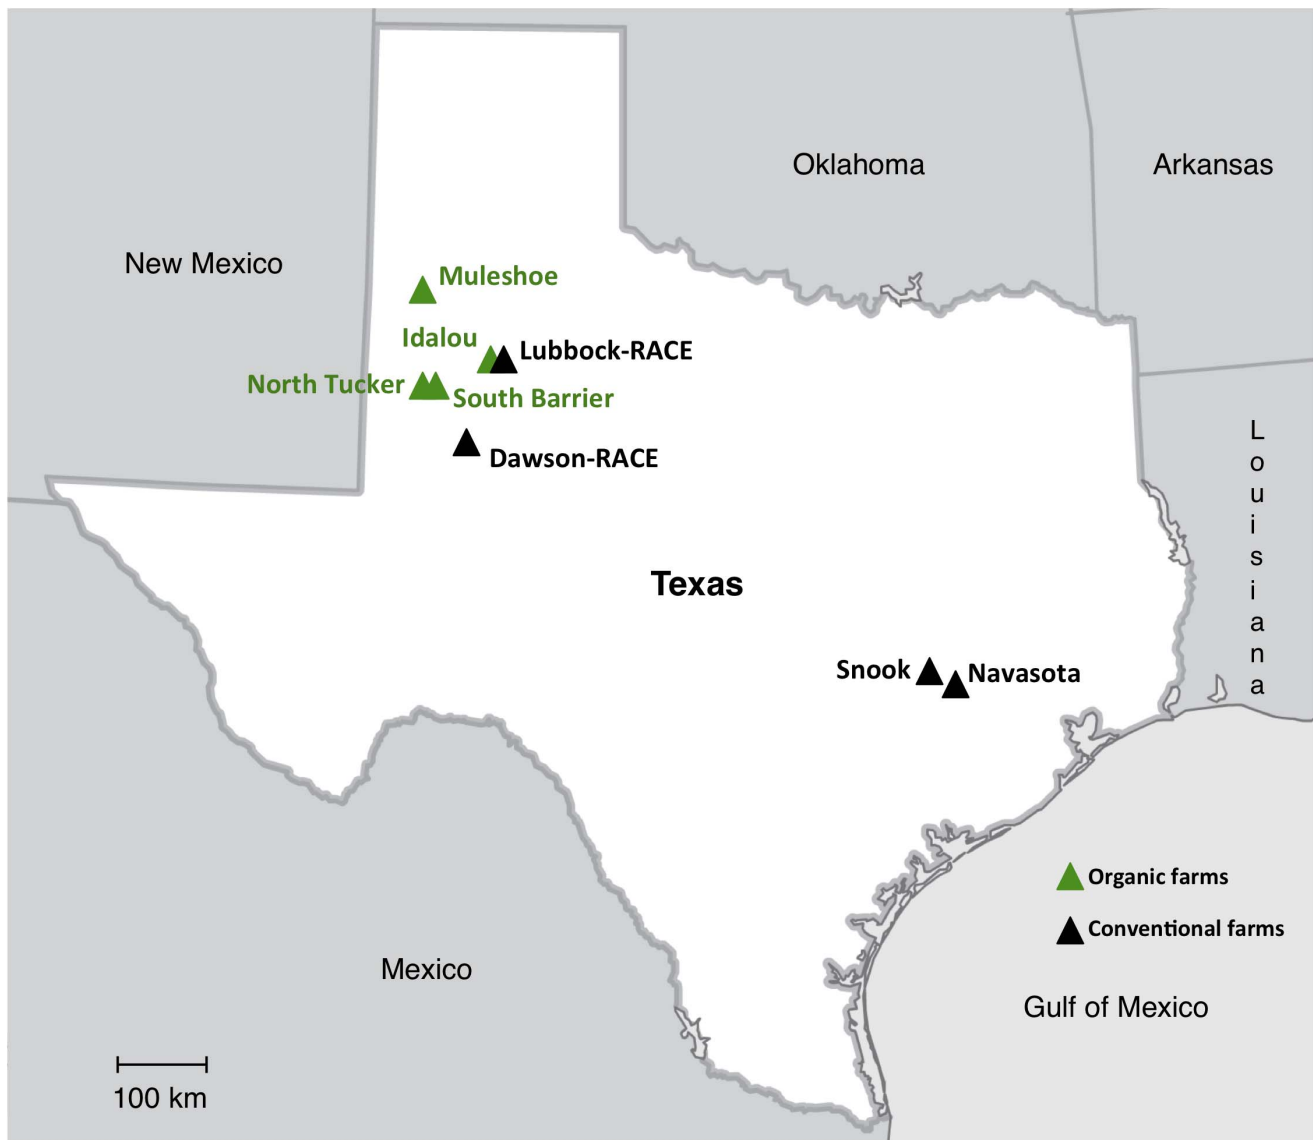 Oklahoma
Arkansas
New Mexico
Muleshoe
Idalou
Lubbock-RACE
North Tucker
South Barrier
Dawson-RACE
Louisiana
Texas
Snook
Navasota
Organic farms
Conventional farms
Mexico
Gulf of Mexico
100 km